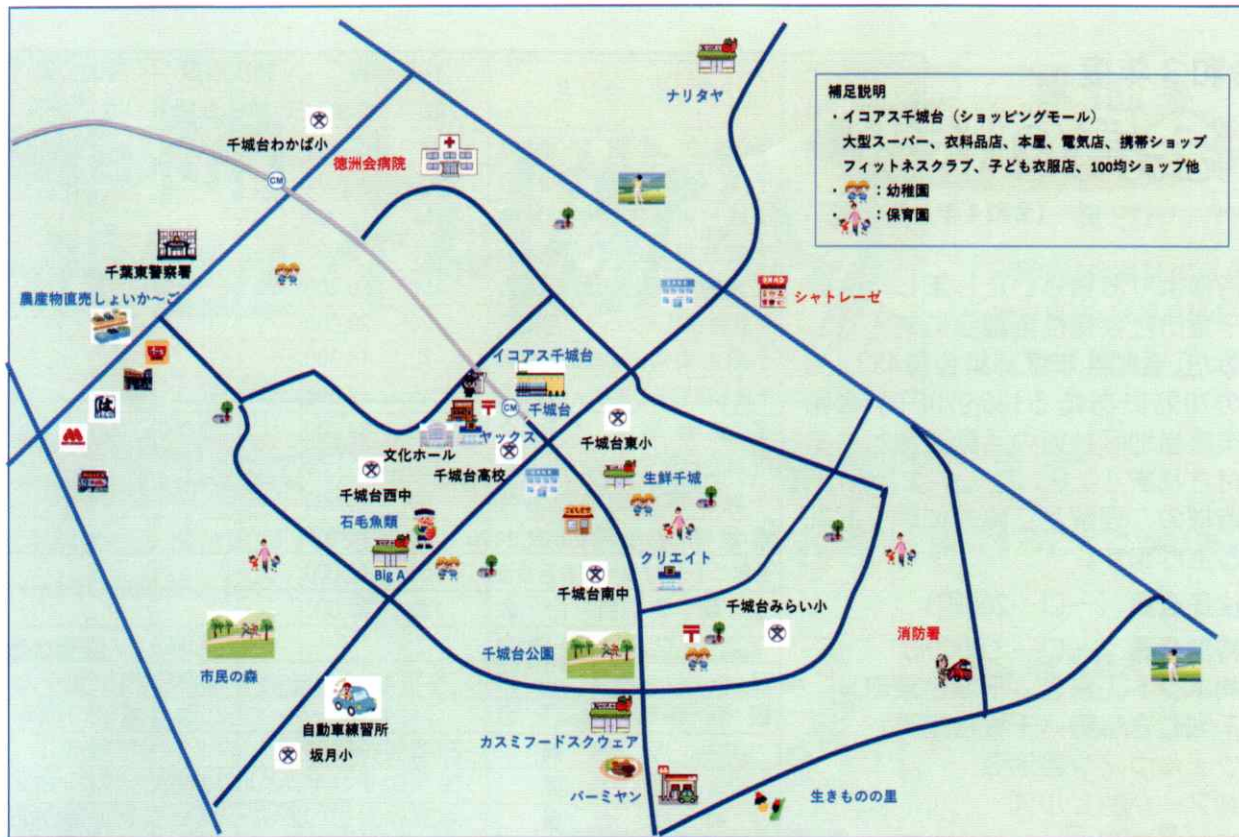 ナリタヤ
補足説明
・イコアス千城台（ショッピングモール）
大型スーパー、衣料品店、本屋、電気店、携帯ショップ
フィットネスクラブ、子ども衣服店、100均ショップ他
・：幼稚園
・：保育園
文
千城台わかば小
徳洲会病院
CM
千葉東警察署
農産物直売しょいか〜ご
シャトレーゼ
イコアス千城台
〒
CM
千城台
ヤックス
文化ホール
文
千城台高校
文
千城台東小
文
千城台西中
生鮮千城
石毛魚類
Big A
クリエイト
文
千城台南中
千城台みらい小
文
〒
消防署
千城台公園
市民の森
自動車練習所
文
坂月小
カスミフードスクウェア
バーミヤン
生きものの里
は